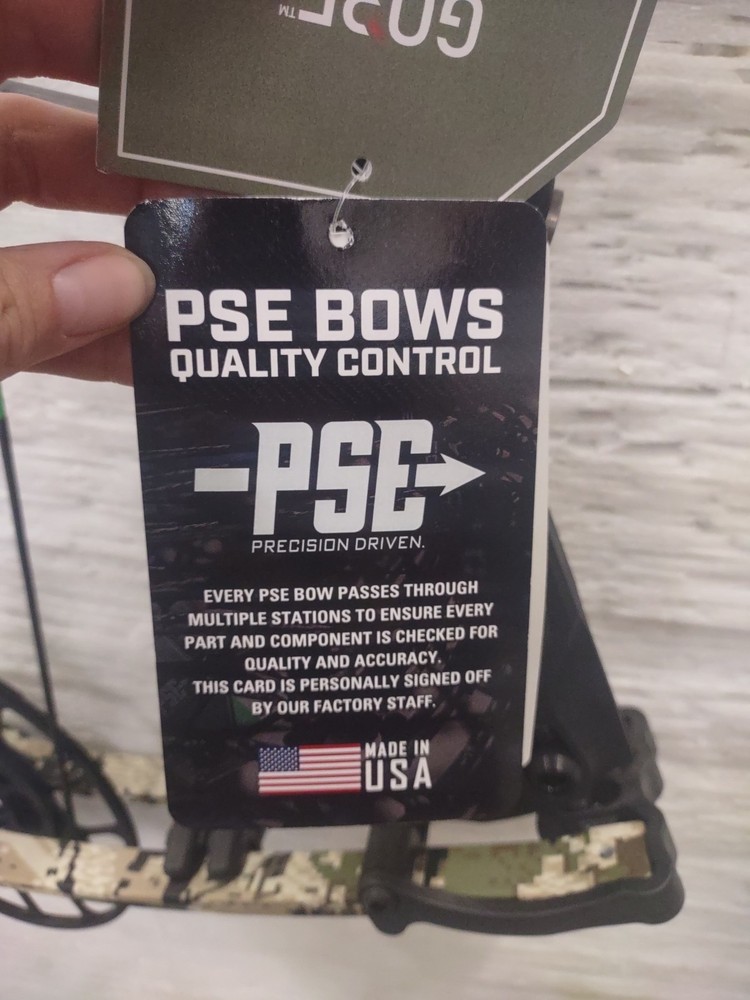 GORE™
PSE BOWS
QUALITY CONTROL
PSE
PRECISION DRIVEN.
EVERY PSE BOW PASSES THROUGH
MULTIPLE STATIONS TO ENSURE EVERY
PART AND COMPONENT IS CHECKED FOR
QUALITY AND ACCURACY.
THIS CARD IS PERSONALLY SIGNED OFF
BY OUR FACTORY STAFF.
MADE IN
USA